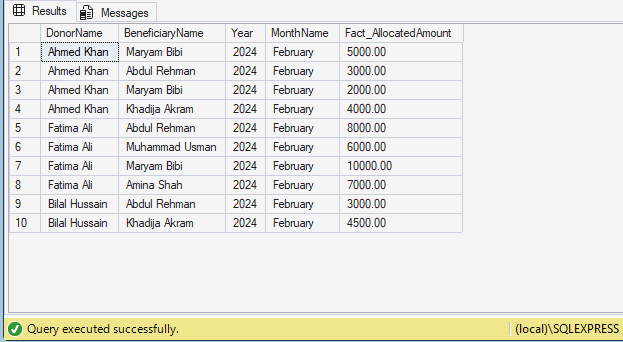 Results Messages
DonorName BeneficiaryName Year MonthName Fact_AllocatedAmount
1 Ahmed Khan Maryam Bibi 2024 February 5000.00
2 Ahmed Khan Abdul Rehman 2024 February 3000.00
3 Ahmed Khan Maryam Bibi 2024 February 2000.00
4 Ahmed Khan Khadija Akram 2024 February 4000.00
5 Fatima Ali Abdul Rehman 2024 February 8000.00
6 Fatima Ali Muhammad Usman 2024 February 6000.00
7 Fatima Ali Maryam Bibi 2024 February 10000.00
8 Fatima Ali Amina Shah 2024 February 7000.00
9 Bilal Hussain Abdul Rehman 2024 February 3000.00
10 Bilal Hussain Khadija Akram 2024 February 4500.00
Query executed successfully. (local)\SQLEXPRESS